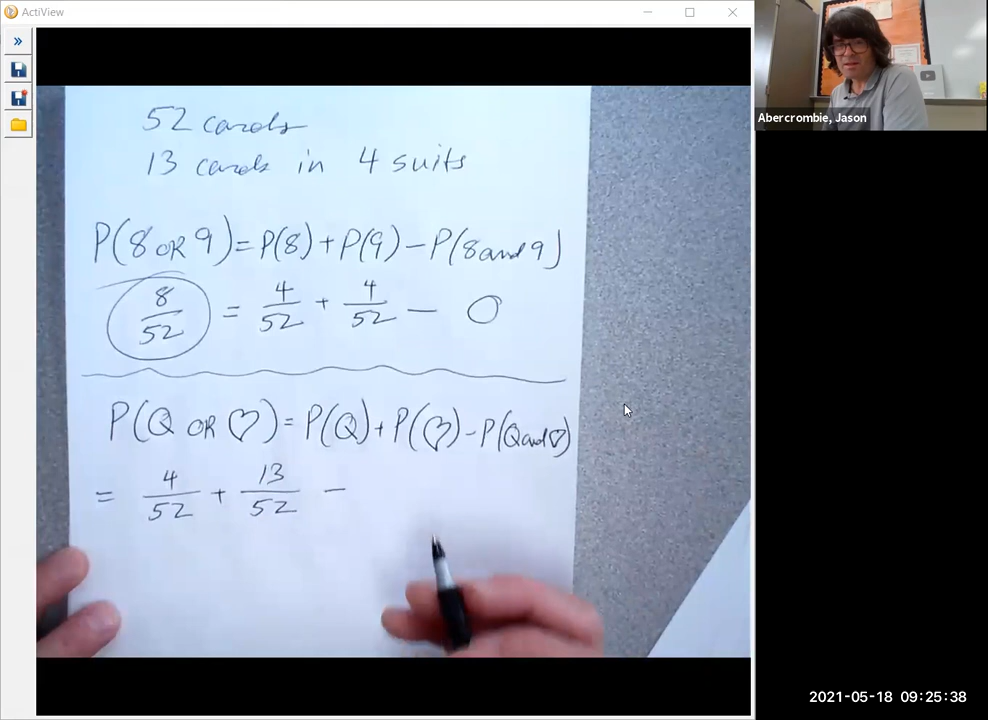 ActiView
»
Abercrombie, Jason
52 cards
13 cards in 4 suits
P(8 OR 9) = P(8) + P(9) - P(8 and 9)
8/52 = 4/52 + 4/52 - 0
P(Q OR ♡) = P(Q) + P(♡) - P(Q and ♡)
= 4/52 + 13/52 -
2021-05-18 09:25:38